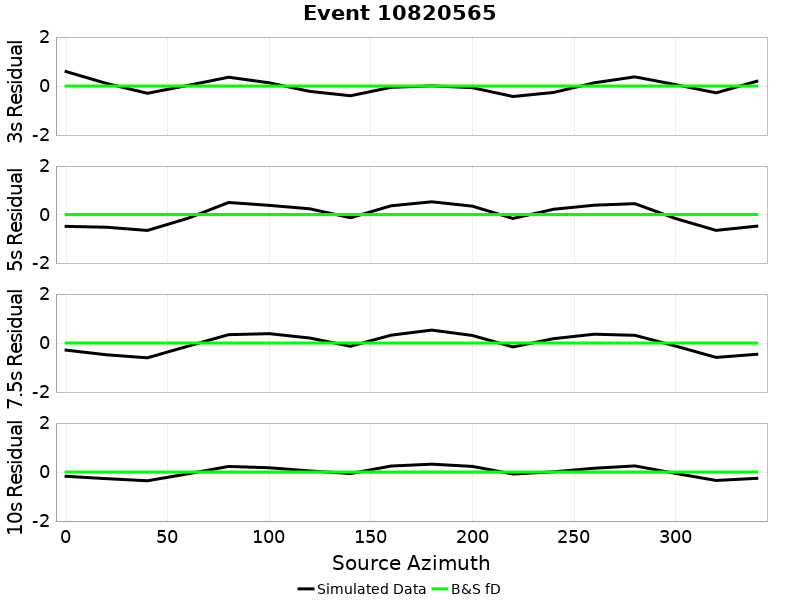 Event 10820565
3s Residual
2
0
-2
5s Residual
2
0
-2
7.5s Residual
2
0
-2
10s Residual
2
0
-2
0 50 100 150 200 250 300
Source Azimuth
Simulated Data B&S fD